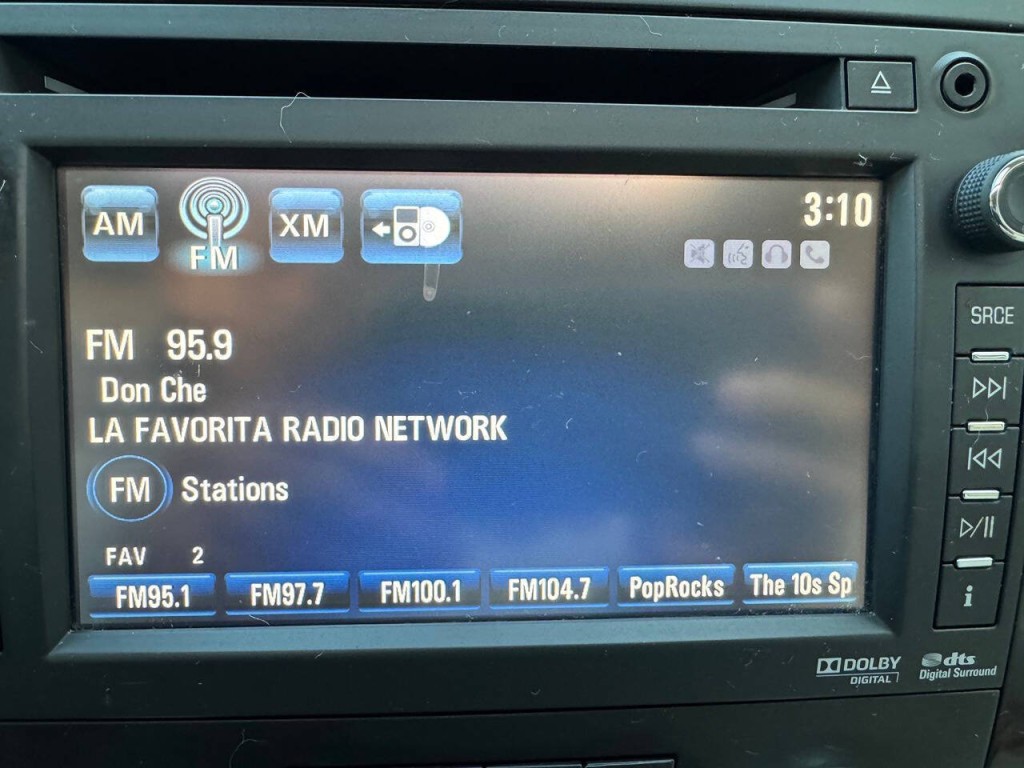 AM
FM
XM
3:10
SRCE
FM 95.9
Don Che
LA FAVORITA RADIO NETWORK
FM Stations
FAV 2
FM95.1 FM97.7 FM100.1 FM104.7 PopRocks The 10s Sp
i
DOLBY
DIGITAL
dts
Digital Surround